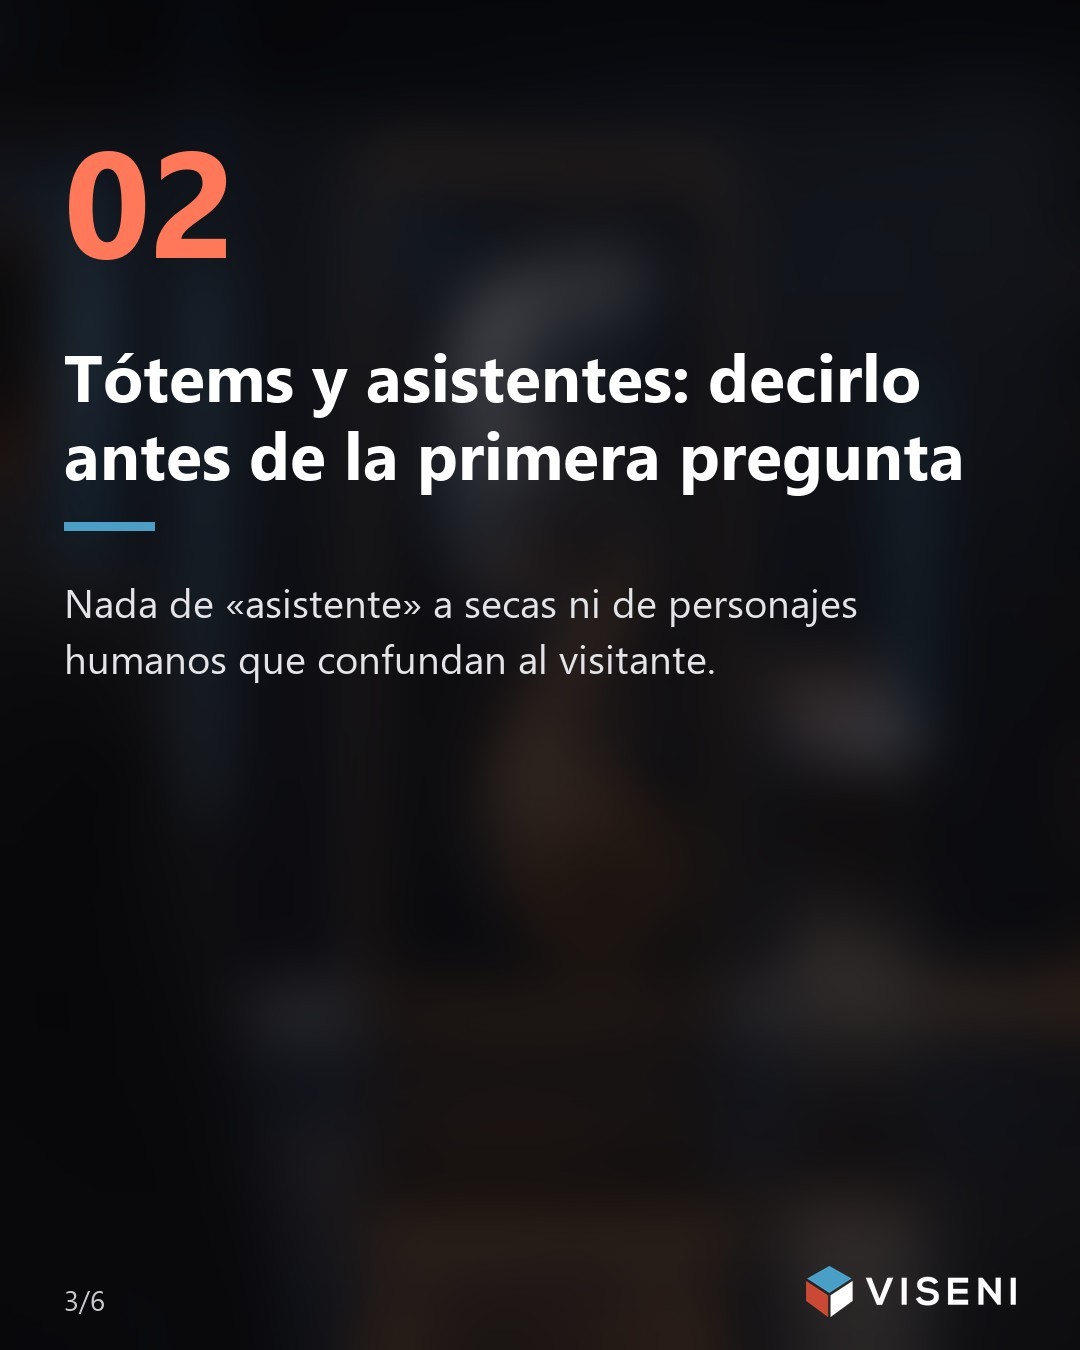 02
Tótems y asistentes: decirlo
antes de la primera pregunta
Nada de «asistente» a secas ni de personajes
humanos que confundan al visitante.
3/6
VISENI